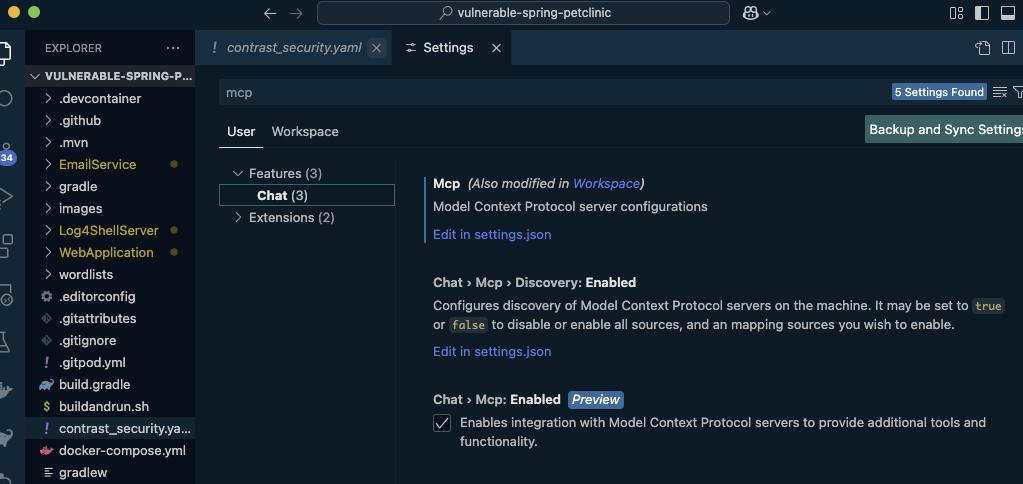 vulnerable-spring-petclinic
EXPLORER
! contrast_security.yaml
Settings
VULNERABLE-SPRING-P...
.devcontainer
.github
.mvn
EmailService
gradle
images
Log4ShellServer
WebApplication
wordlists
.editorconfig
.gitattributes
.gitignore
! .gitpod.yml
build.gradle
$ buildandrun.sh
! contrast_security.ya...
docker-compose.yml
gradlew
34
mcp
5 Settings Found
User Workspace
Backup and Sync Settings
Features (3)
Chat (3)
Extensions (2)
Mcp (Also modified in Workspace)
Model Context Protocol server configurations
Edit in settings.json
Chat › Mcp › Discovery: Enabled
Configures discovery of Model Context Protocol servers on the machine. It may be set to true
or false to disable or enable all sources, and an mapping sources you wish to enable.
Edit in settings.json
Chat › Mcp: Enabled Preview
Enables integration with Model Context Protocol servers to provide additional tools and
functionality.